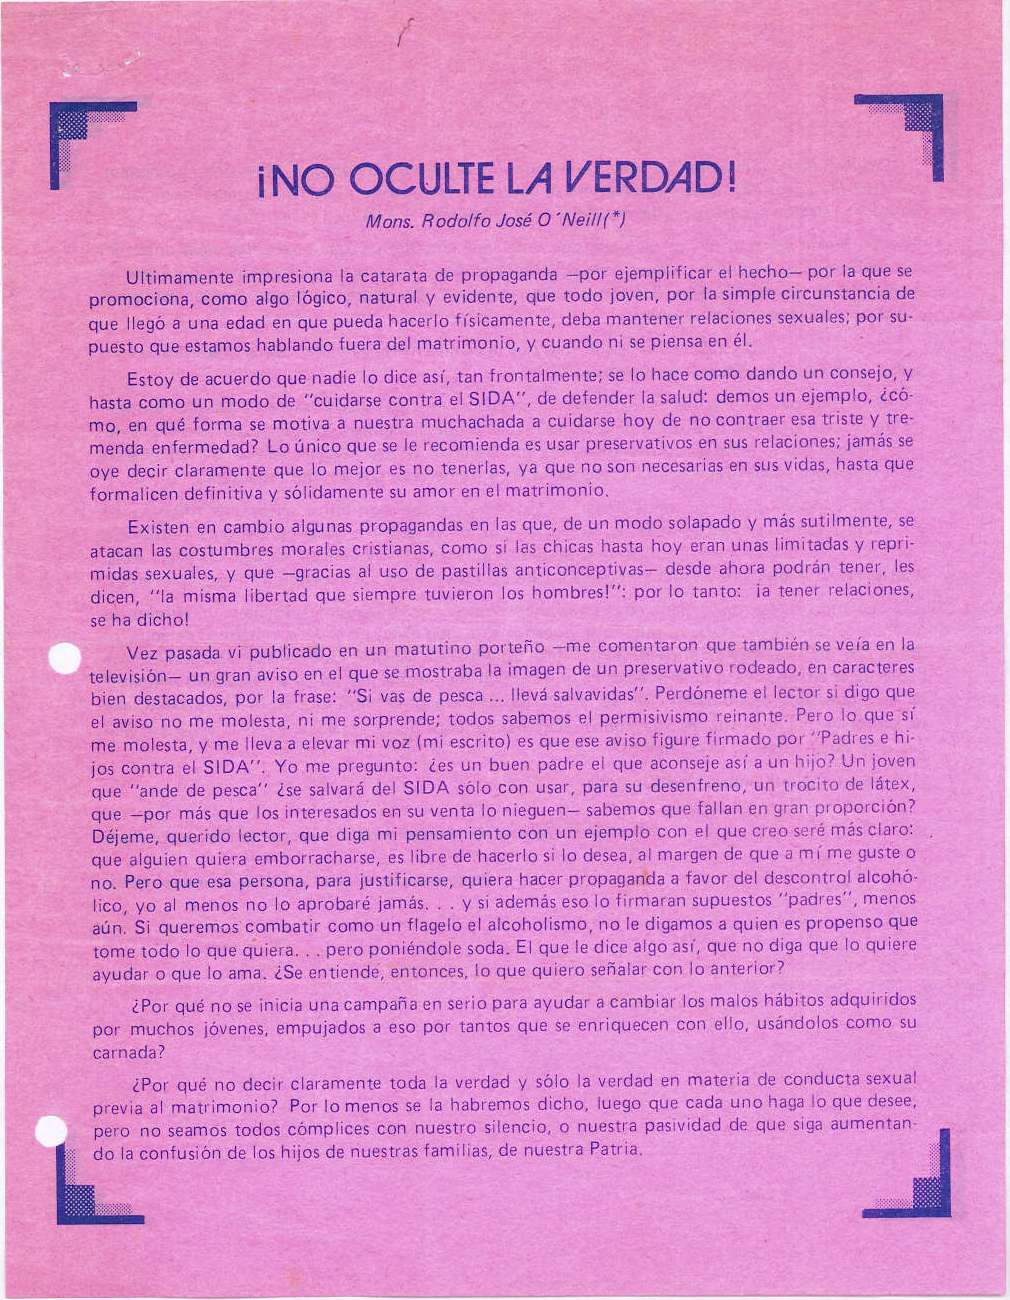 ¡NO OCULTE LA VERDAD!
Mons. Rodolfo José O´Neill(*)
Ultimamente impresiona la catarata de propaganda —por ejemplificar el hecho— por la que se
promociona, como algo lógico, natural y evidente, que todo joven, por la simple circunstancia de
que llegó a una edad en que pueda hacerlo físicamente, deba mantener relaciones sexuales; por su-
puesto que estamos hablando fuera del matrimonio, y cuando ni se piensa en él.
Estoy de acuerdo que nadie lo dice así, tan frontalmente; se lo hace como dando un consejo, y
hasta como un modo de "cuidarse contra el SIDA", de defender la salud: demos un ejemplo, ¿có-
mo, en qué forma se motiva a nuestra muchachada a cuidarse hoy de no contraer esa triste y tre-
menda enfermedad? Lo único que se le recomienda es usar preservativos en sus relaciones; jamás se
oye decir claramente que lo mejor es no tenerlas, ya que no son necesarias en sus vidas, hasta que
formalicen definitiva y sólidamente su amor en el matrimonio.
Existen en cambio algunas propagandas en las que, de un modo solapado y más sutilmente, se
atacan las costumbres morales cristianas, como si las chicas hasta hoy eran unas limitadas y repri-
midas sexuales, y que —gracias al uso de pastillas anticonceptivas— desde ahora podrán tener, les
dicen, "la misma libertad que siempre tuvieron los hombres!": por lo tanto: ¡a tener relaciones,
se ha dicho!
Vez pasada vi publicado en un matutino porteño —me comentaron que también se veía en la
televisión— un gran aviso en el que se mostraba la imagen de un preservativo rodeado, en caracteres
bien destacados, por la frase: "Si vas de pesca ... llevá salvavidas". Perdóneme el lector si digo que
el aviso no me molesta, ni me sorprende; todos sabemos el permisivismo reinante. Pero lo que sí
me molesta, y me lleva a elevar mi voz (mi escrito) es que ese aviso figure firmado por "Padres e hi-
jos contra el SIDA". Yo me pregunto: ¿es un buen padre el que aconseje así a un hijo? Un joven
que "ande de pesca" ¿se salvará del SIDA sólo con usar, para su desenfreno, un trocito de látex,
que —por más que los interesados en su venta lo nieguen— sabemos que fallan en gran proporción?
Déjeme, querido lector, que diga mi pensamiento con un ejemplo con el que creo seré más claro:
que alguien quiera emborracharse, es libre de hacerlo si lo desea, al margen de que a mí me guste o
no. Pero que esa persona, para justificarse, quiera hacer propaganda a favor del descontrol alcohó-
lico, yo al menos no lo aprobaré jamás. . . y si además eso lo firmaran supuestos "padres", menos
aún. Si queremos combatir como un flagelo el alcoholismo, no le digamos a quien es propenso que
tome todo lo que quiera. . . pero poniéndole soda. El que le dice algo así, que no diga que lo quiere
ayudar o que lo ama. ¿Se entiende, entonces, lo que quiero señalar con lo anterior?
¿Por qué no se inicia una campaña en serio para ayudar a cambiar los malos hábitos adquiridos
por muchos jóvenes, empujados a eso por tantos que se enriquecen con ello, usándolos como su
carnada?
¿Por qué no decir claramente toda la verdad y sólo la verdad en materia de conducta sexual
previa al matrimonio? Por lo menos se la habremos dicho, luego que cada uno haga lo que desee,
pero no seamos todos cómplices con nuestro silencio, o nuestra pasividad de que siga aumentan-
do la confusión de los hijos de nuestras familias, de nuestra Patria.